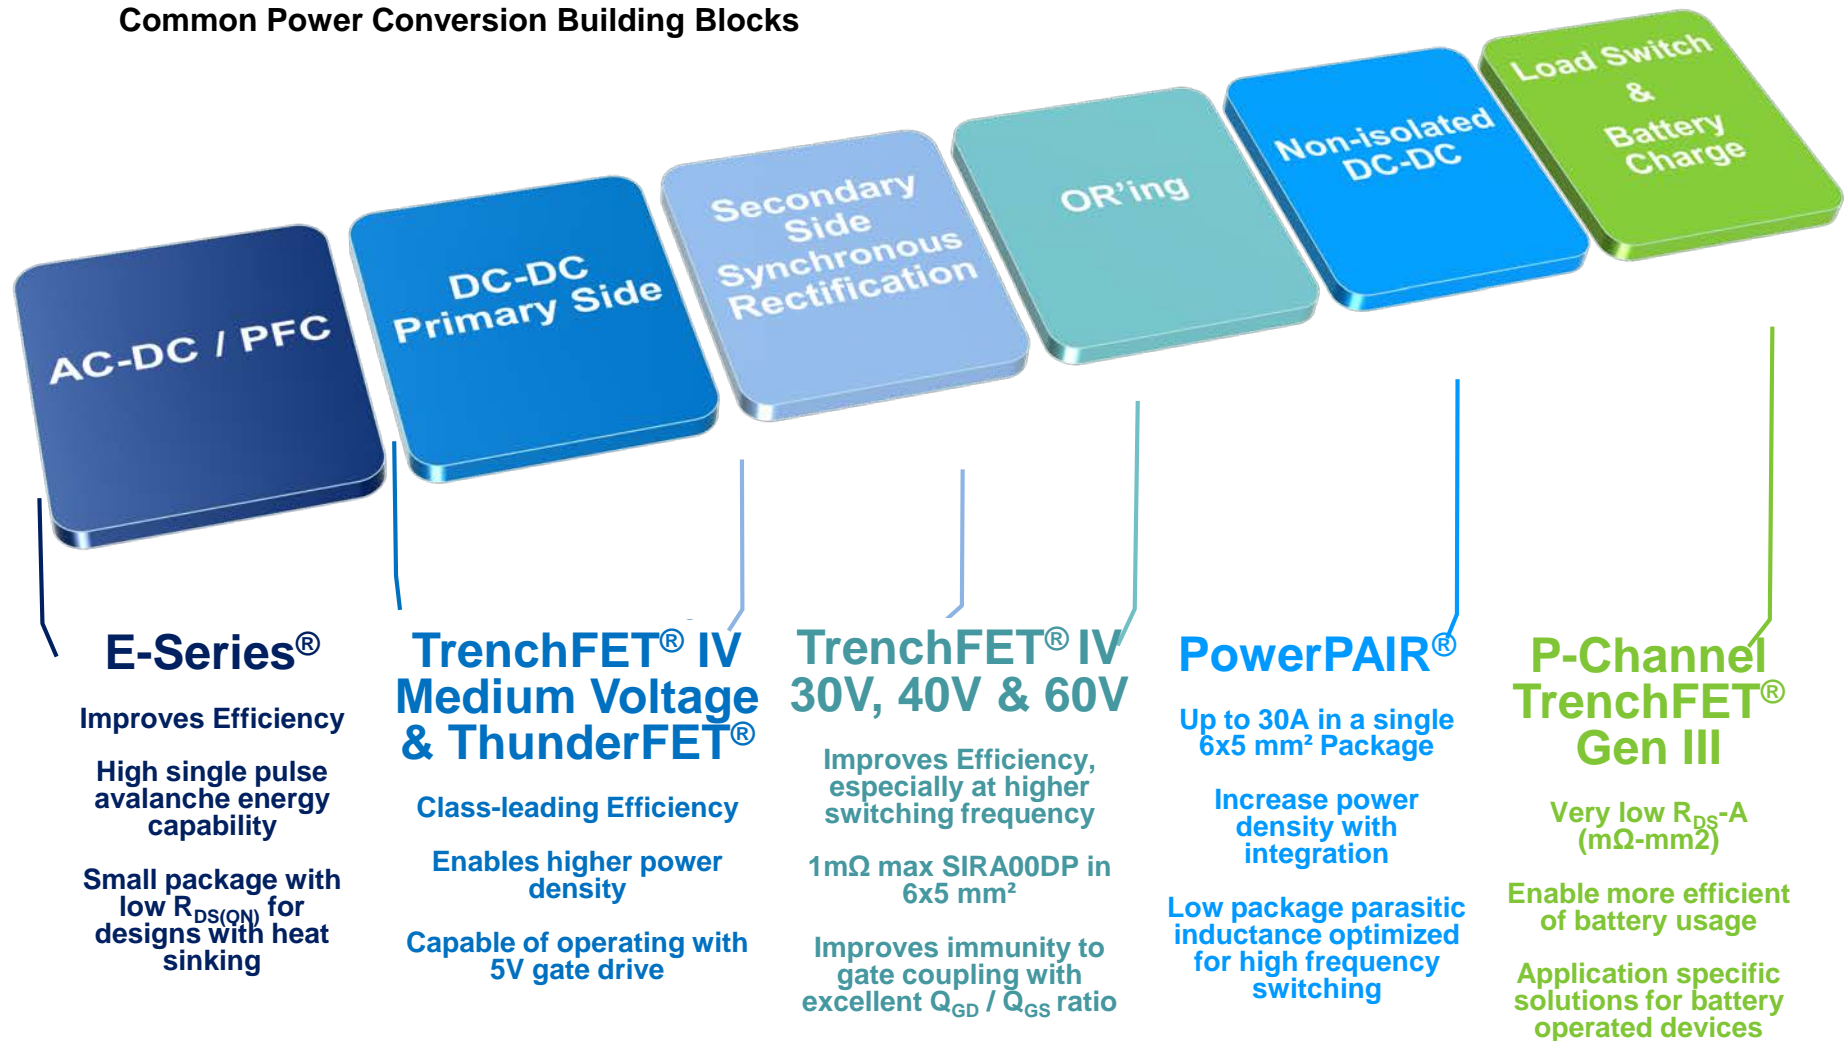 Common Power Conversion Building Blocks
AC-DC / PFC
DC-DC
Primary Side
Secondary
Side
Synchronous
Rectification
OR’ing
Non-isolated
DC-DC
Load Switch
&
Battery
Charge
E-Series®
Improves Efficiency
High single pulse
avalanche energy
capability
Small package with
low RDS(ON) for
designs with heat
sinking
TrenchFET® IV
Medium Voltage
& ThunderFET®
Class-leading Efficiency
Enables higher power
density
Capable of operating with
5V gate drive
TrenchFET® IV
30V, 40V & 60V
Improves Efficiency,
especially at higher
switching frequency
1mΩ max SIRA00DP in
6x5 mm²
Improves immunity to
gate coupling with
excellent QGD / QGS ratio
PowerPAIR®
Up to 30A in a single
6x5 mm² Package
Increase power
density with
integration
Low package parasitic
inductance optimized
for high frequency
switching
P-Channel
TrenchFET®
Gen III
Very low RDS-A
(mΩ-mm2)
Enable more efficient
of battery usage
Application specific
solutions for battery
operated devices